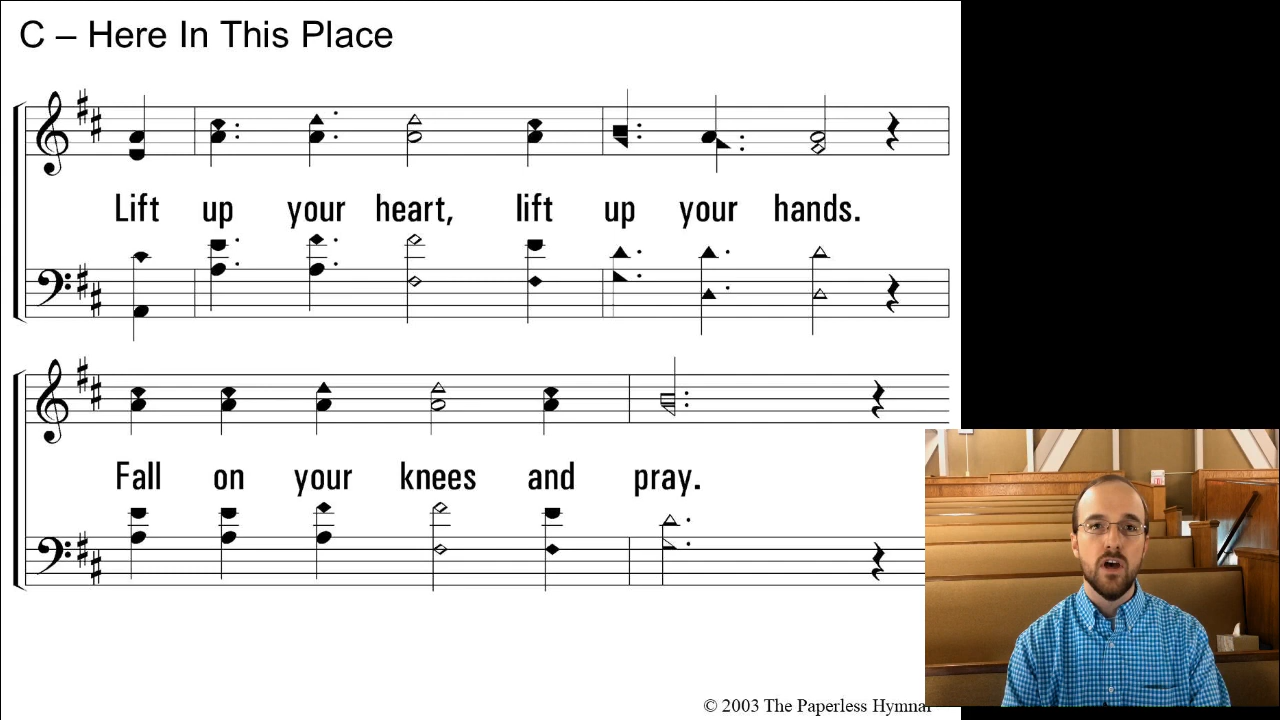 C – Here In This Place
Lift up your heart, lift up your hands.
Fall on your knees and pray.
© 2003 The Paperless Hymnal